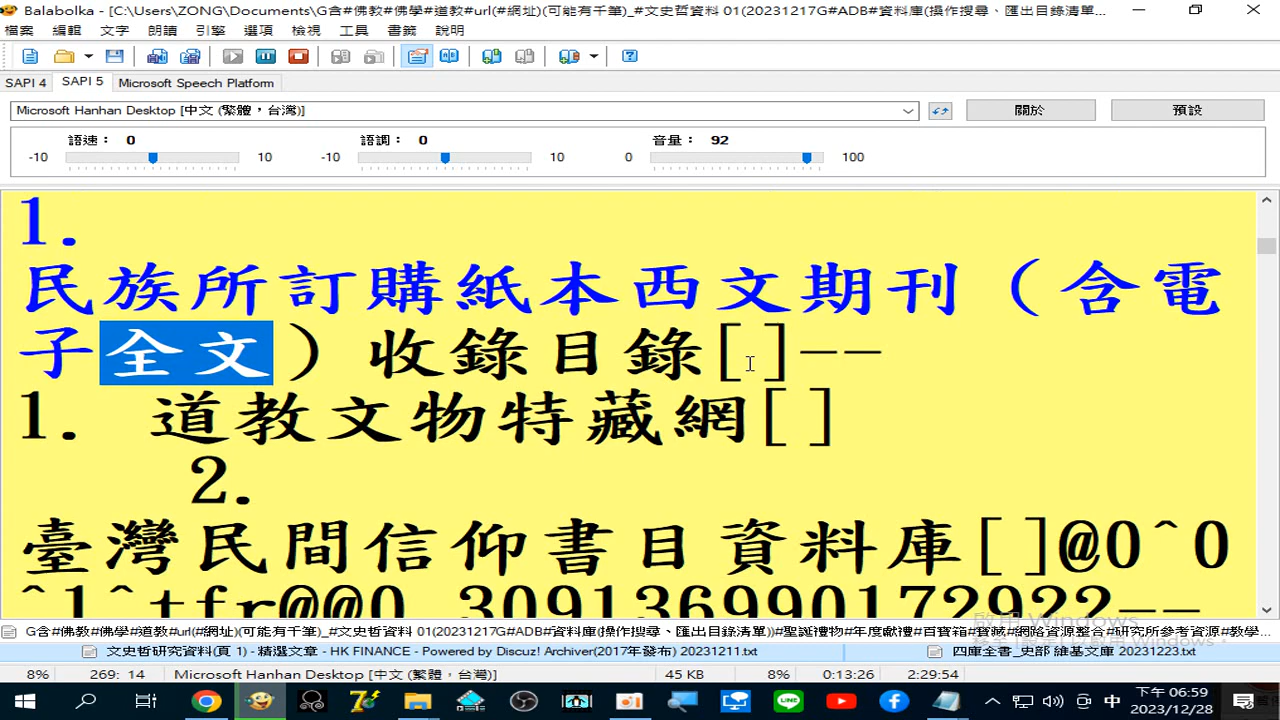 Balabolka - [C:\Users\ZONG\Documents\G含#佛教#佛學#道教#url(#網址)(可能有千筆)_#文史哲資料 01(20231217G#ADB#資料庫(操作搜尋、匯出目錄清單...
檔案 編輯 文字 朗讀 引擎 選項 檢視 工具 書籤 說明
SAPI 4 SAPI 5 Microsoft Speech Platform
Microsoft Hanhan Desktop [中文 (繁體，台灣)] 關於 預設
語速： 0 語調： 0 音量： 92
-10 10 -10 10 0 100
1.
民族所訂購紙本西文期刊（含電
子全文）收錄目錄[]--
1. 道教文物特藏網[]
2.
臺灣民間信仰書目資料庫[]@0^0
^1^+fr@@0.309136990172922--
啟用 Windows
G含#佛教#佛學#道教#url(#網址)(可能有千筆)_#文史哲資料 01(20231217G#ADB#資料庫(操作搜尋、匯出目錄清單))#聖誕禮物#年度獻禮#百寶箱#寶藏#網路資源整合#研究所參考資源#教學...
文史哲研究資料(頁 1) - 精選文章 - HK FINANCE - Powered by Discuz! Archiver(2017年發布) 20231211.txt 四庫全書_史部 維基文庫 20231223.txt
8% 269: 14 Microsoft Hanhan Desktop [中文 (繁體，台灣)] 45 KB 8% 0:13:26 2:29:54
中 下午 06:59
2023/12/28